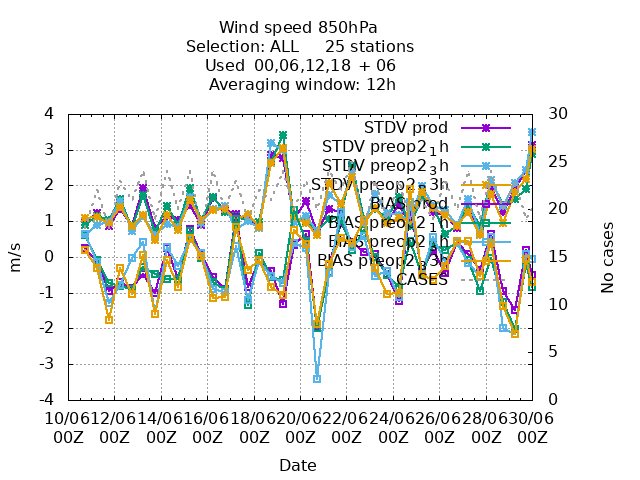 Wind speed 850hPa
Selection: ALL 25 stations
Used 00,06,12,18 + 06
Averaging window: 12h
4 30
STDV prod
STDV preop2_1h
3 25
STDV preop2_2h
STDV preop2_3h
2 20
BIAS prod
BIAS preop2_1h
1 15
BIAS preop2_2h
BIAS preop2_3h
0 10
CASES
-1
-2 5
-3
-4 0
m/s
No cases
10/06 12/06 14/06 16/06 18/06 20/06 22/06 24/06 26/06 28/06 30/06
00Z 00Z 00Z 00Z 00Z 00Z 00Z 00Z 00Z 00Z 00Z
Date